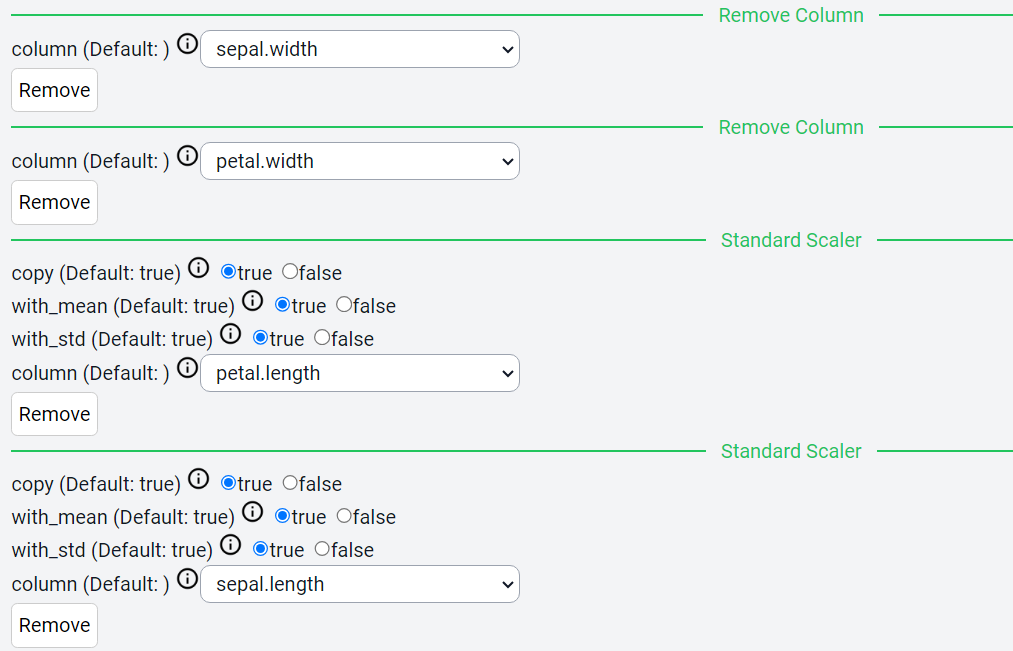 Remove Column
column (Default: ) sepal.width
Remove
Remove Column
column (Default: ) petal.width
Remove
Standard Scaler
copy (Default: true) true false
with_mean (Default: true) true false
with_std (Default: true) true false
column (Default: ) petal.length
Remove
Standard Scaler
copy (Default: true) true false
with_mean (Default: true) true false
with_std (Default: true) true false
column (Default: ) sepal.length
Remove